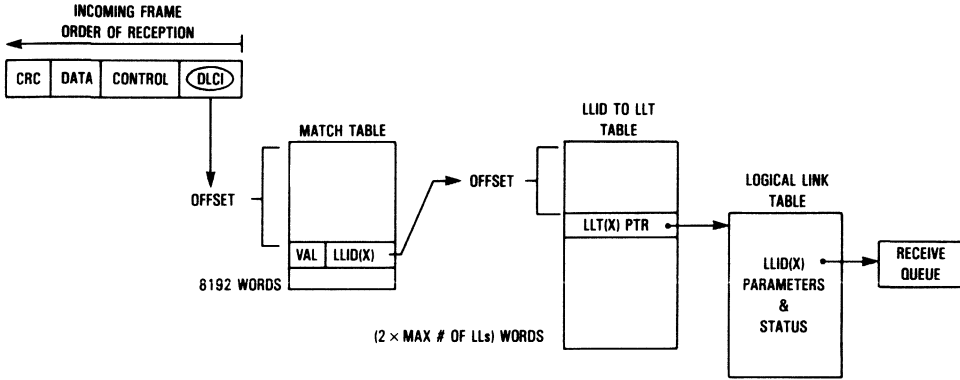 INCOMING FRAME
ORDER OF RECEPTION
CRC DATA CONTROL DLCI
MATCH TABLE
OFFSET
VAL LLID(X)
8192 WORDS
LLID TO LLT
TABLE
OFFSET
LLT(X) PTR
(2 × MAX # OF LLs) WORDS
LOGICAL LINK
TABLE
LLID(X)
PARAMETERS
&
STATUS
RECEIVE
QUEUE